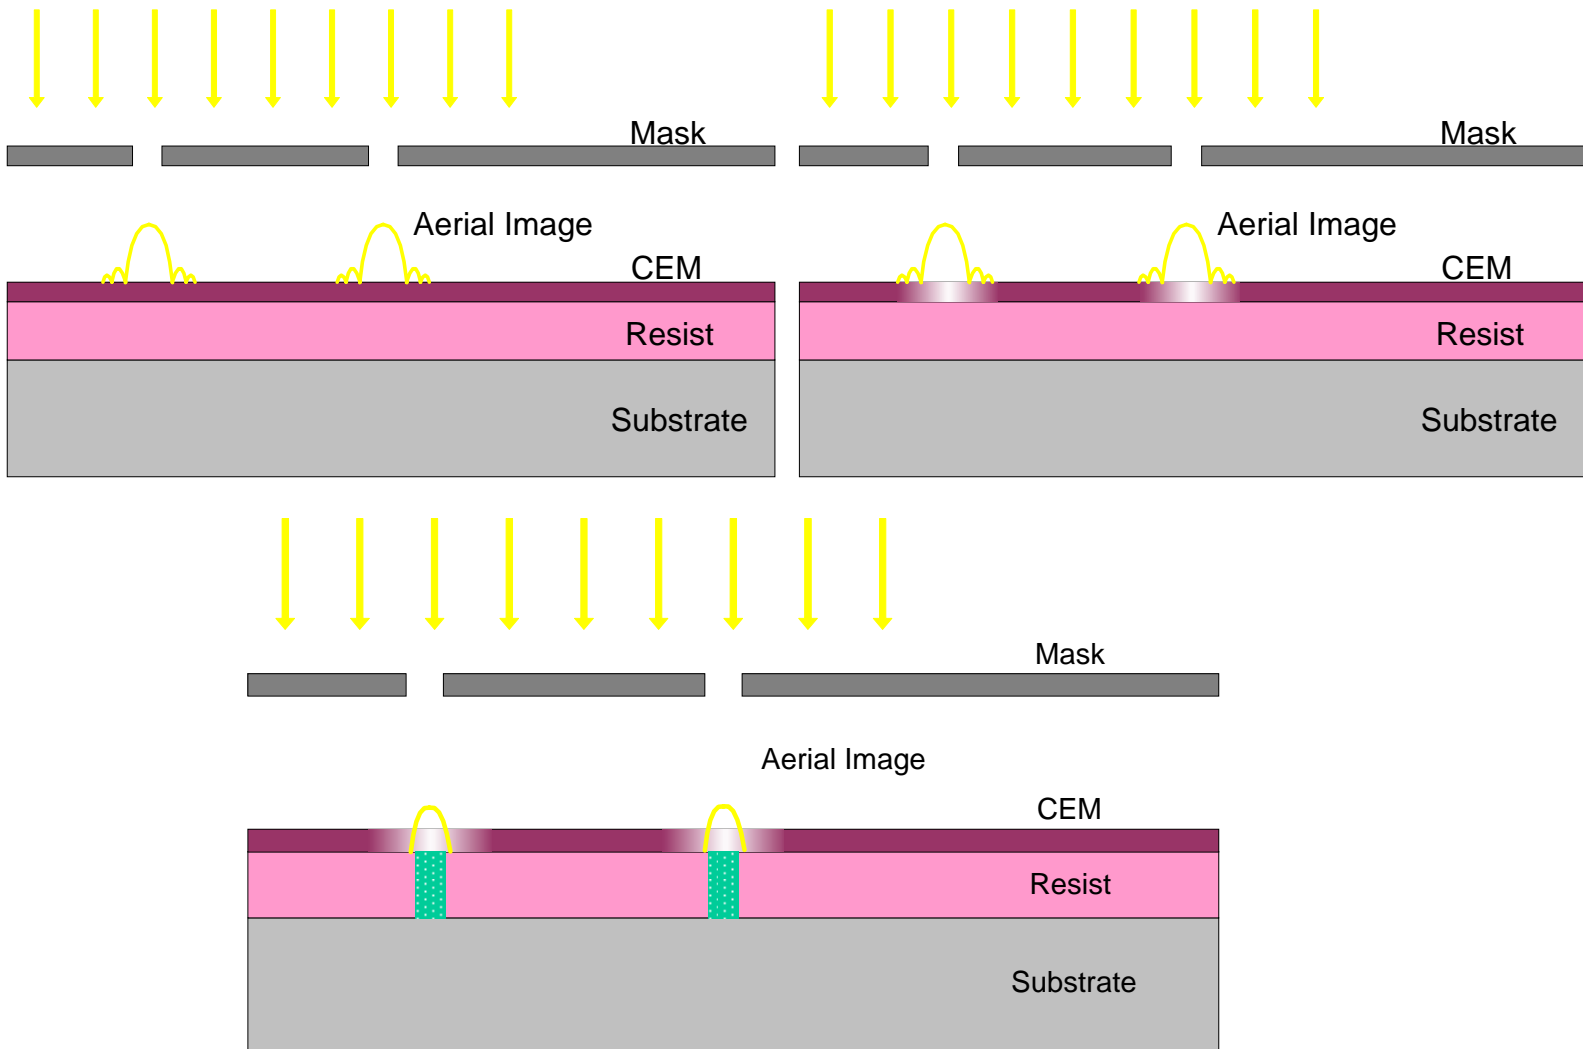 Mask
Aerial Image
CEM
Resist
Substrate
Mask
Aerial Image
CEM
Resist
Substrate
Mask
Aerial Image
CEM
Resist
Substrate